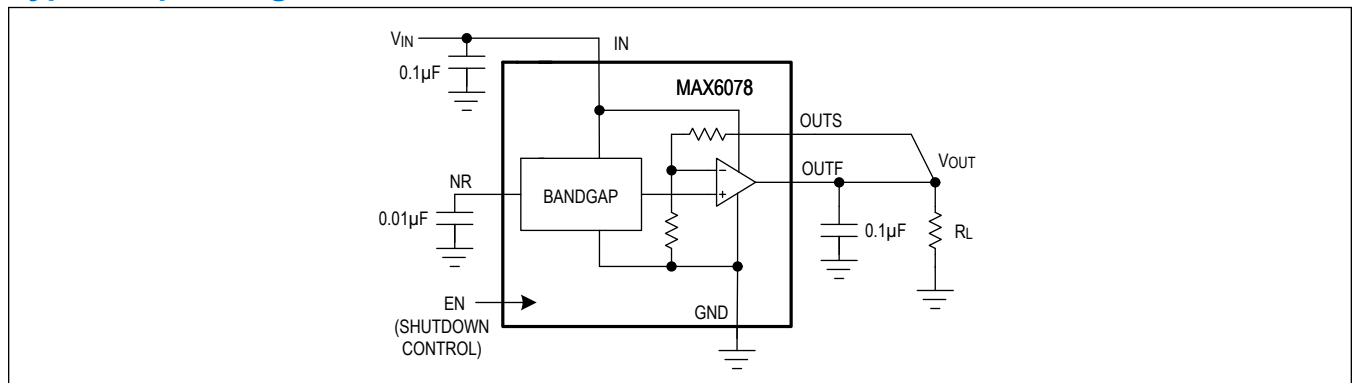 VIN
IN
0.1µF
MAX6078
OUTS
VOUT
OUTF
NR
BANDGAP
0.01µF
0.1µF
RL
EN
(SHUTDOWN
CONTROL)
GND